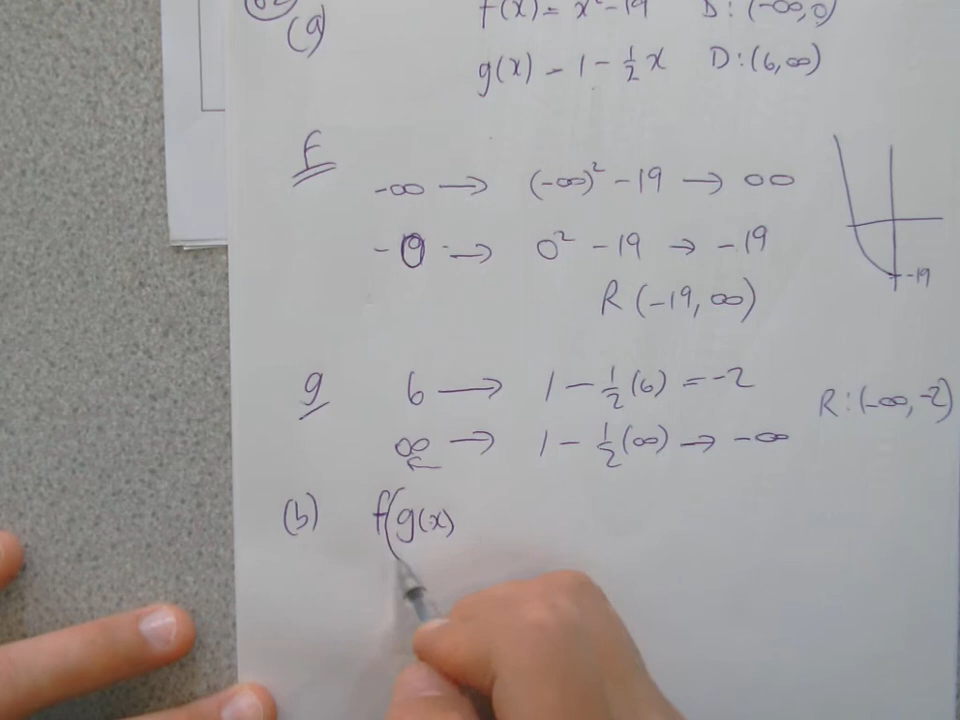 (a) f(x) = x² - 19 D: (-∞, 0)
g(x) - 1 - 1/2 x D: (6, ∞)
f
-∞ → (-∞)² - 19 → ∞
- 0 → 0² - 19 → -19
-19
R (-19, ∞)
g 6 → 1 - 1/2 (6) = -2
R: (-∞, -2)
∞ → 1 - 1/2 (∞) → -∞
(b) f(g(x)